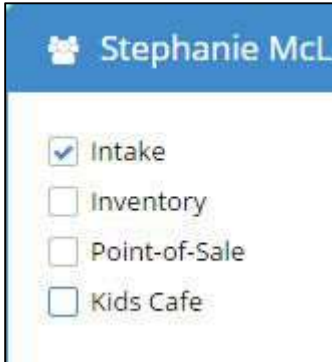 Stephanie McL
Intake
Inventory
Point-of-Sale
Kids Cafe